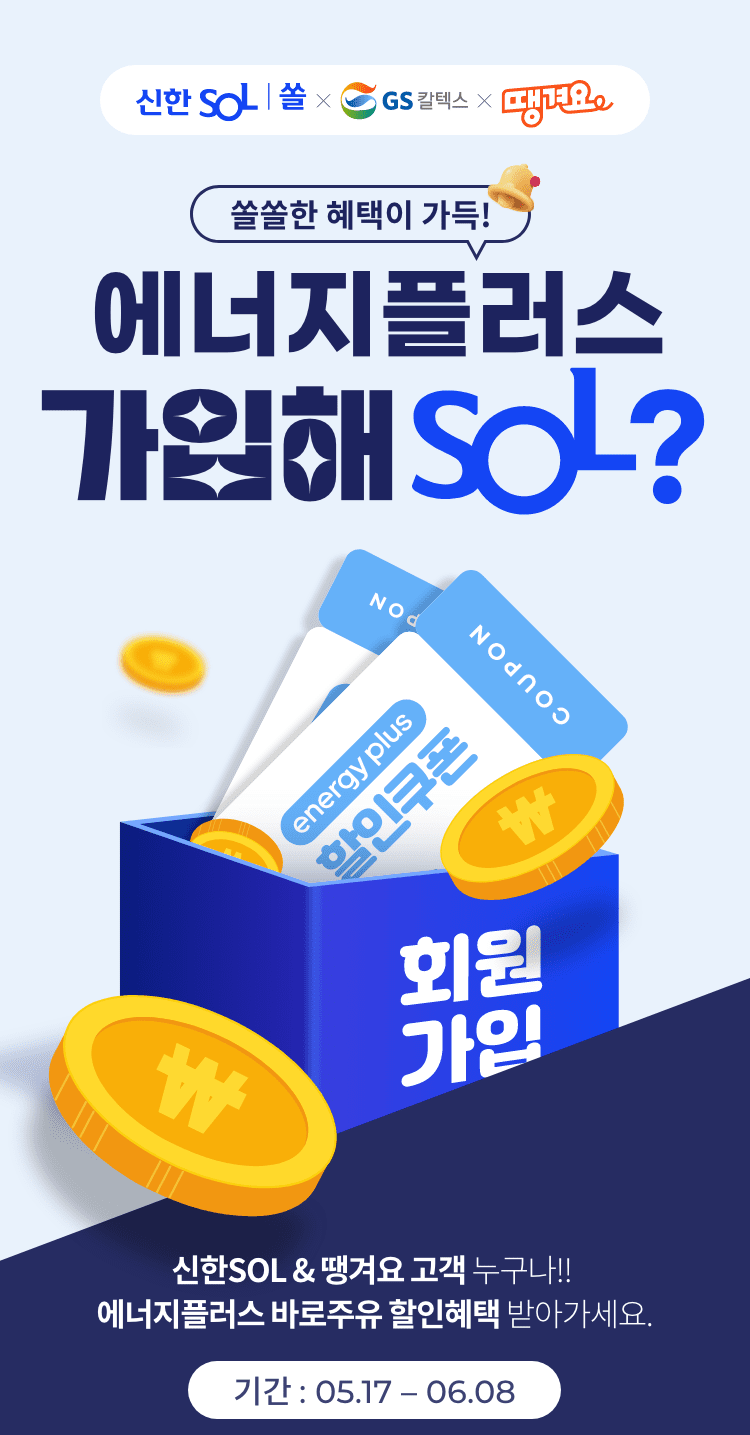 신한 SOL | 쏠 × GS 칼텍스 × 땡겨요
쏠쏠한 혜택이 가득!
에너지플러스
가입해SOL?
COUPON
energy plus
할인쿠폰
₩
회원
가입
₩
신한SOL & 땡겨요 고객 누구나!!
에너지플러스 바로주유 할인혜택 받아가세요.
기간 : 05.17 – 06.08